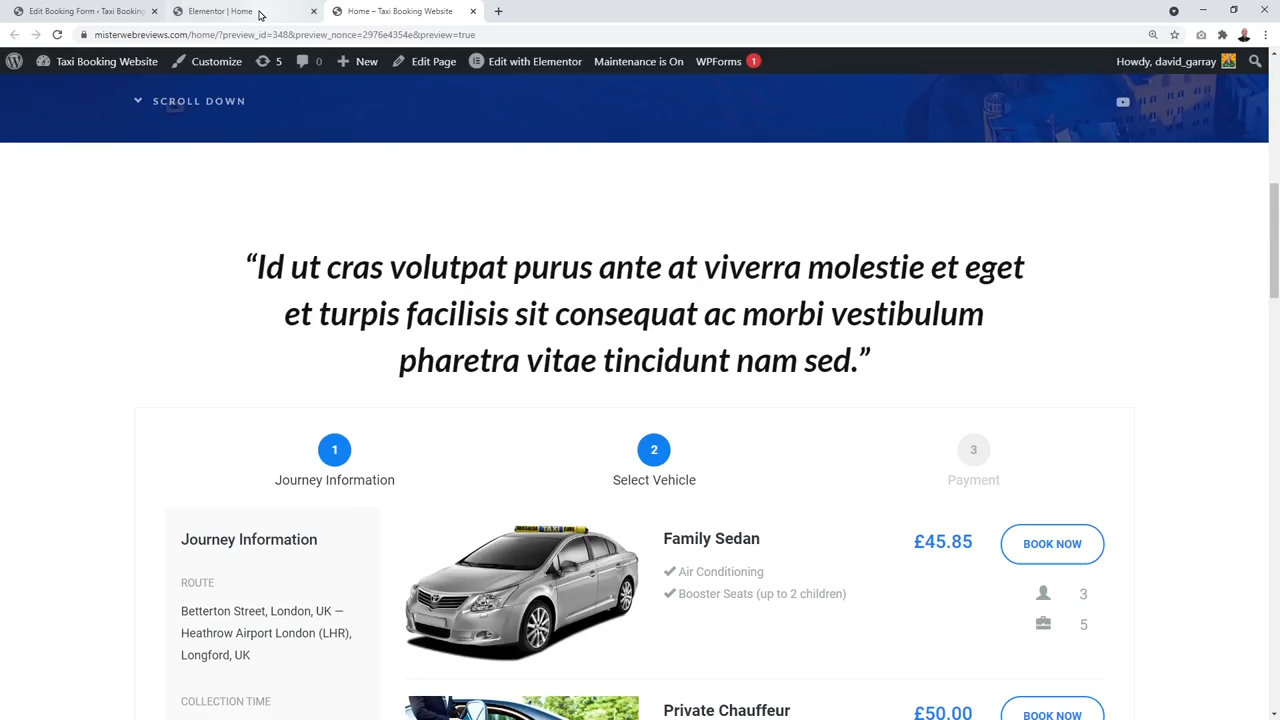 Edit Booking Form ‹ Taxi Booking
Elementor | Home
Home – Taxi Booking Website
misterwebreviews.com/home/?preview_id=348&preview_nonce=2976e4354e&preview=true
Taxi Booking Website
Customize
5
0
New
Edit Page
Edit with Elementor
Maintenance is On
WPForms
1
Howdy, david_garray
SCROLL DOWN
“Id ut cras volutpat purus ante at viverra molestie et eget
et turpis facilisis sit consequat ac morbi vestibulum
pharetra vitae tincidunt nam sed.”
1
Journey Information
2
Select Vehicle
3
Payment
Journey Information
ROUTE
Betterton Street, London, UK —
Heathrow Airport London (LHR),
Longford, UK
COLLECTION TIME
Family Sedan
Air Conditioning
Booster Seats (up to 2 children)
£45.85
BOOK NOW
3
5
Private Chauffeur
£50.00
BOOK NOW